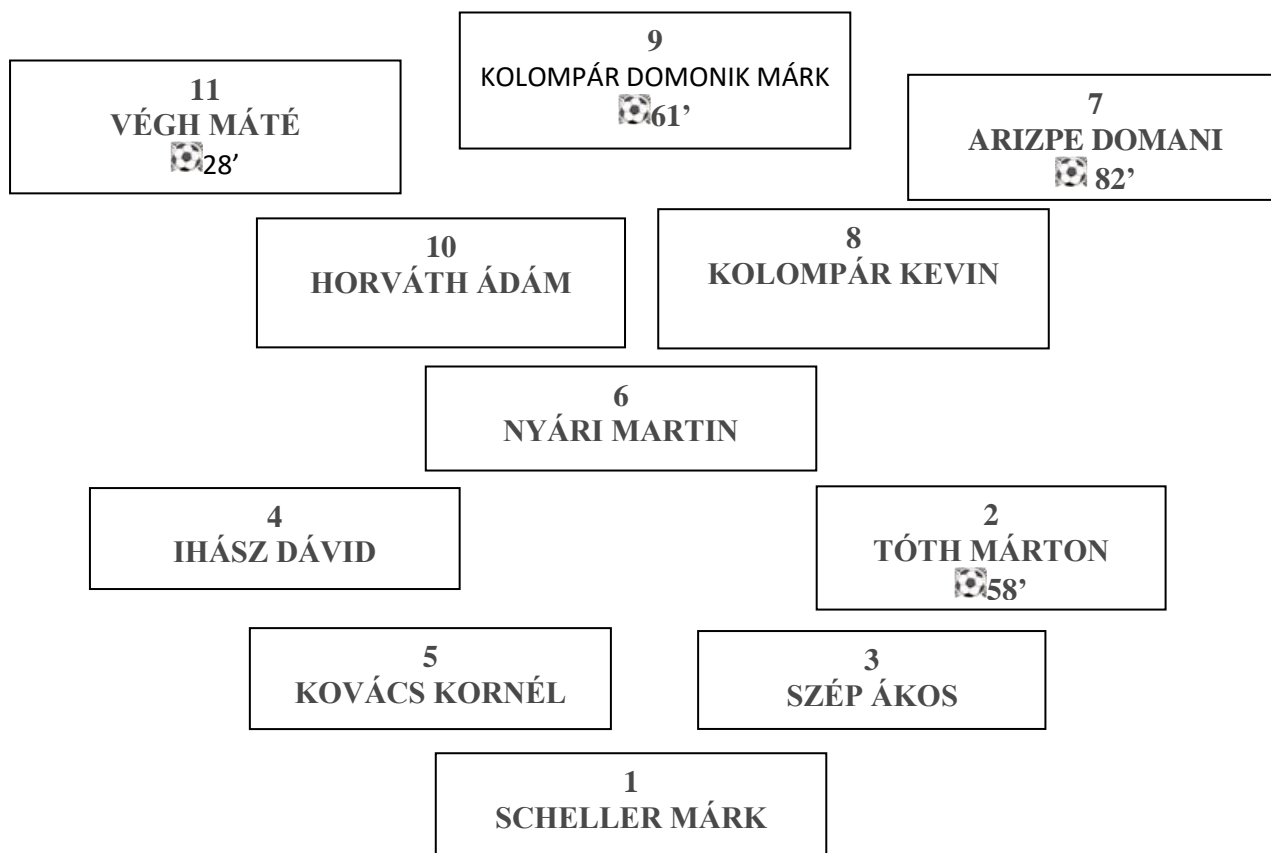 9
KOLOMPÁR DOMONIK MÁRK
61’
11
VÉGH MÁTÉ
28’
7
ARIZPE DOMANI
82’
10
HORVÁTH ÁDÁM
8
KOLOMPÁR KEVIN
6
NYÁRI MARTIN
4
IHÁSZ DÁVID
2
TÓTH MÁRTON
58’
5
KOVÁCS KORNÉL
3
SZÉP ÁKOS
1
SCHELLER MÁRK